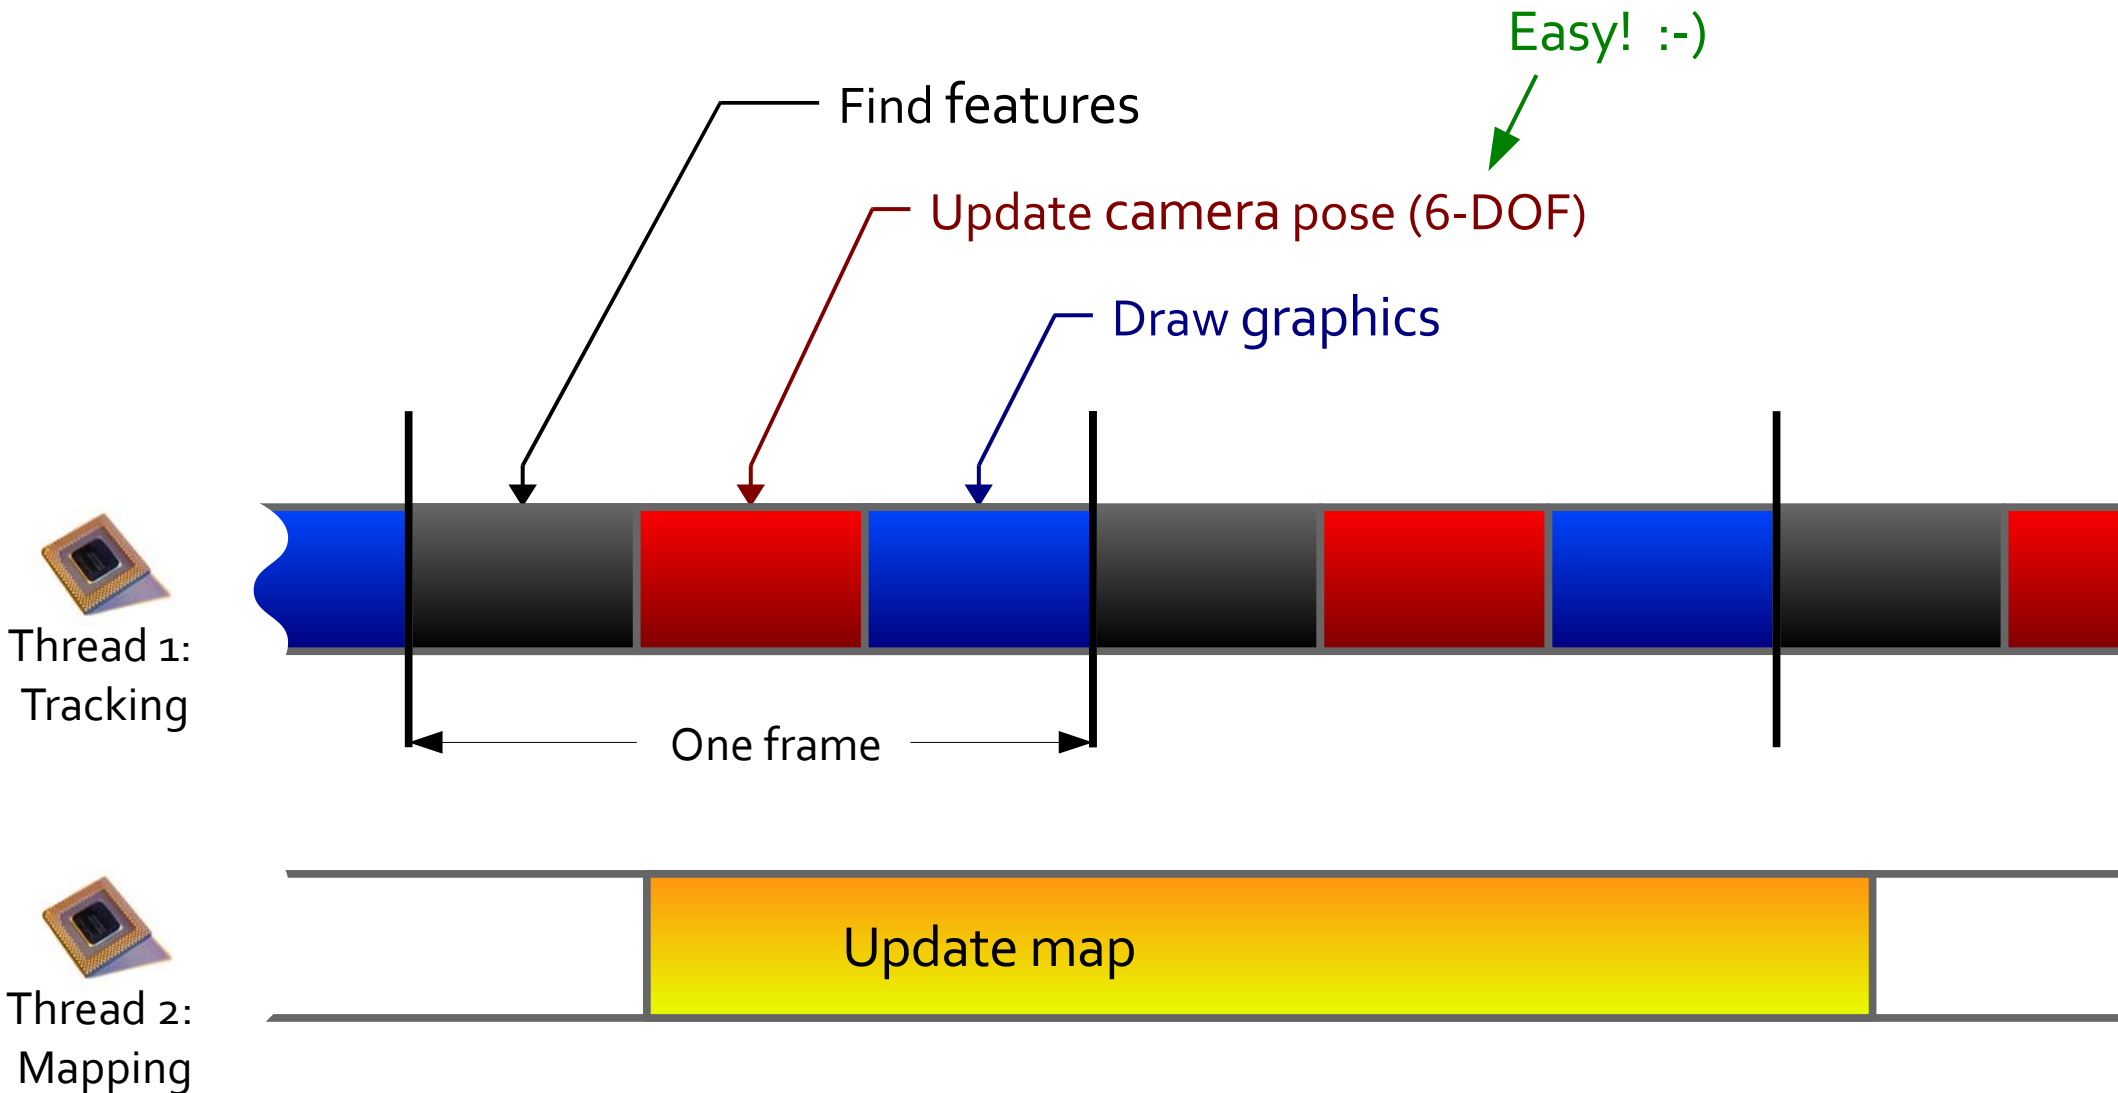 Easy! :-)
Find features
Update camera pose (6-DOF)
Draw graphics
Thread 1:
Tracking
One frame
Update map
Thread 2:
Mapping